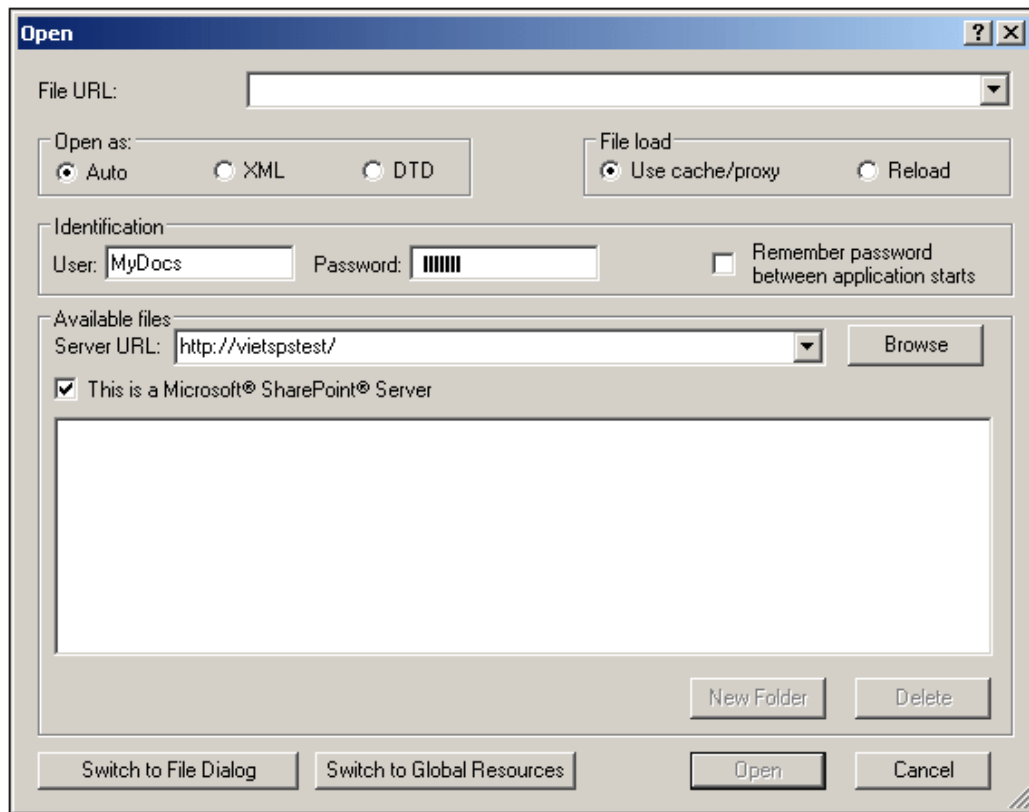 Open
File URL:
Open as:
Auto XML DTD
File load
Use cache/proxy Reload
Identification
User: MyDocs Password:
Remember password
between application starts
Available files
Server URL: http://vietspstest/ Browse
This is a Microsoft® SharePoint® Server
New Folder Delete
Switch to File Dialog Switch to Global Resources Open Cancel